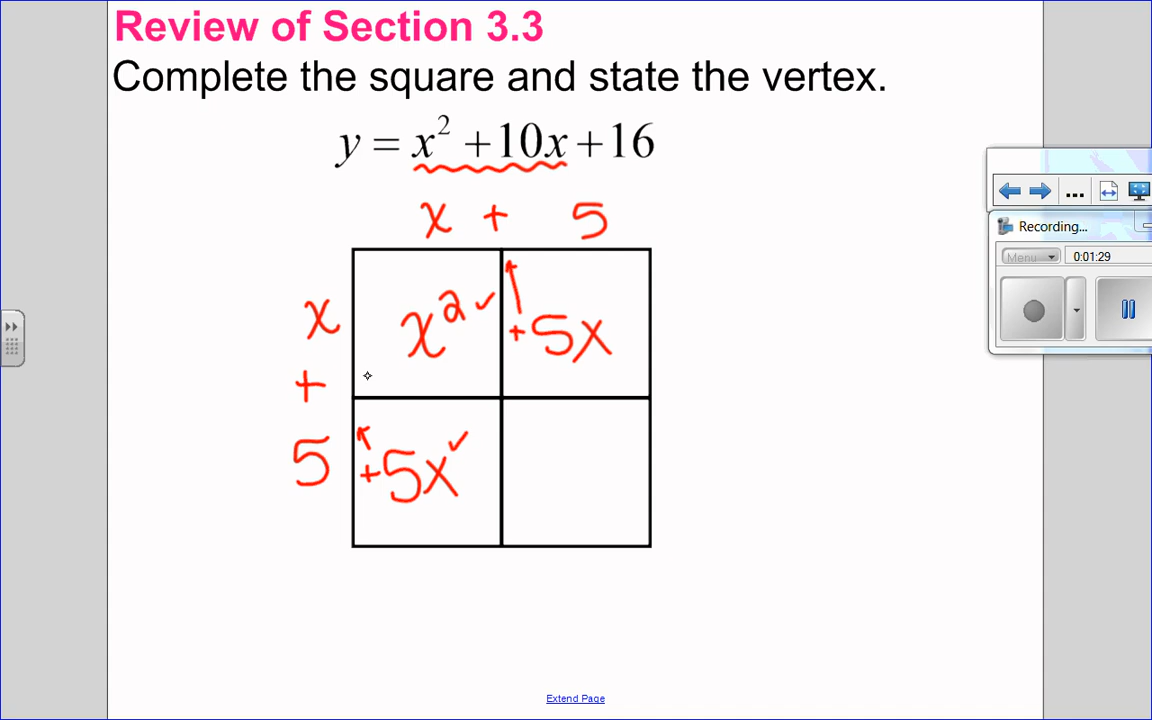 Review of Section 3.3
Complete the square and state the vertex.
y = x² + 10x + 16
x + 5
x
x²✓
+5x
+
5
+5x✓
...
Recording...
Menu
0:01:29
Extend Page